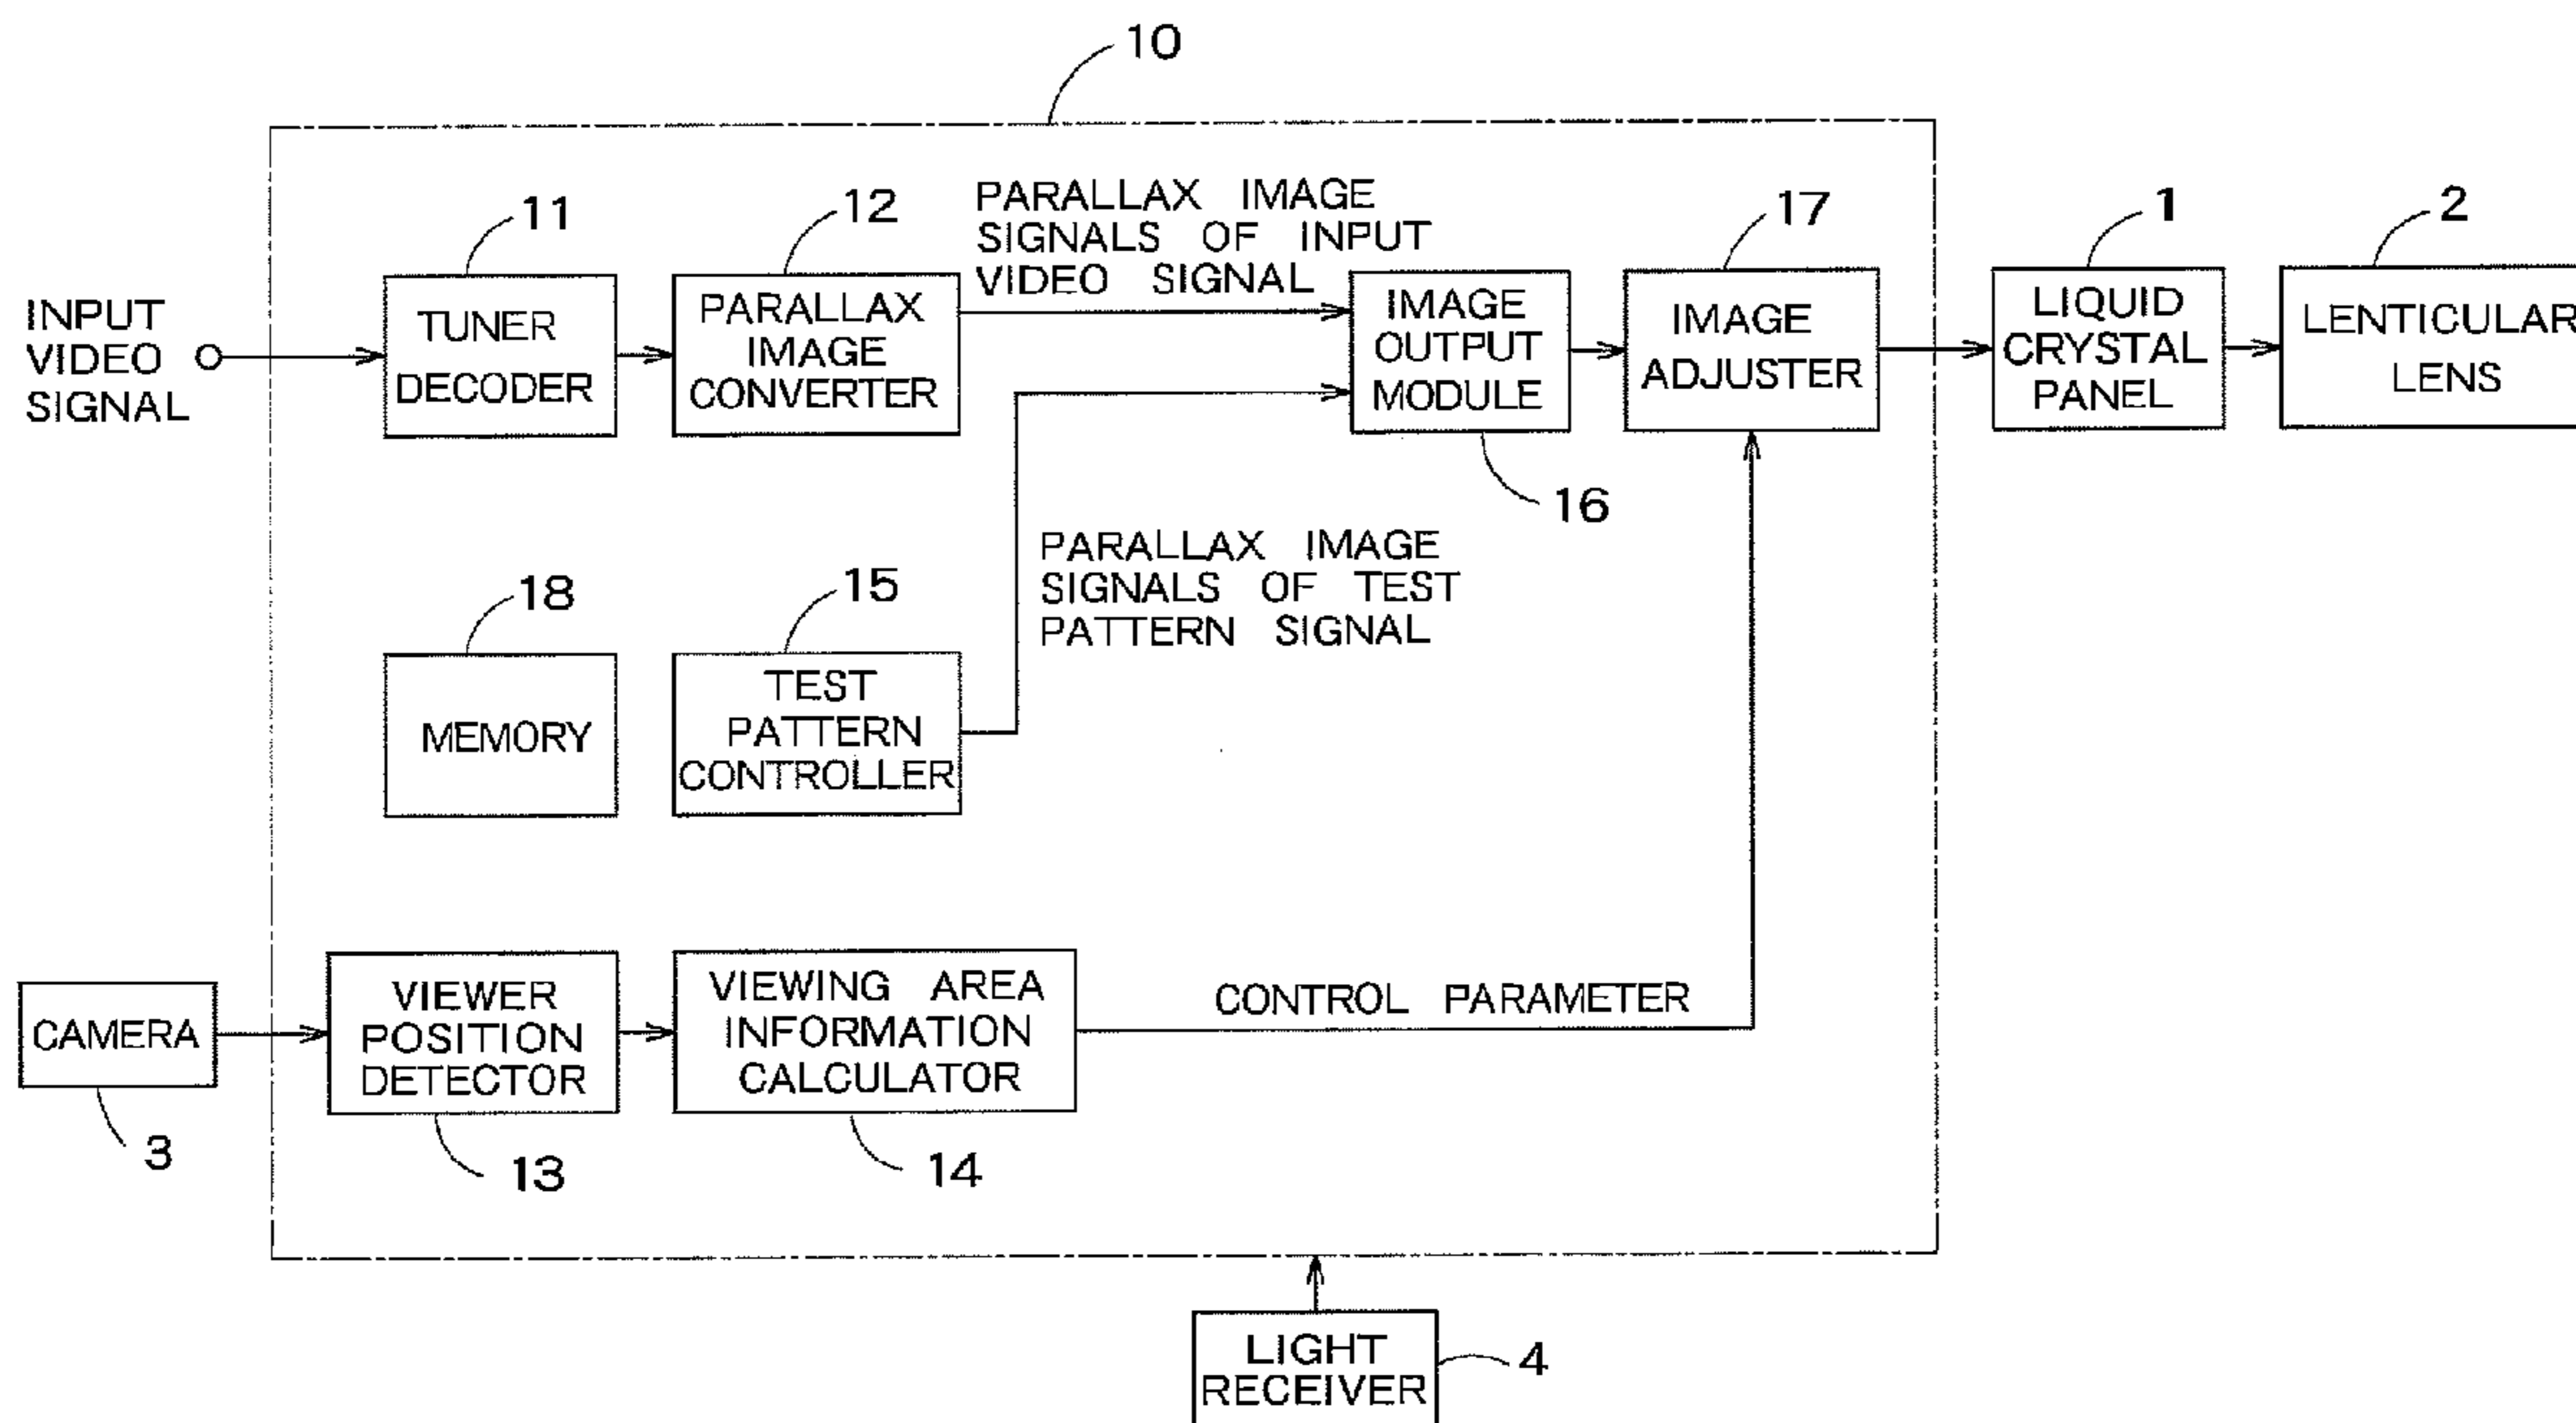 10
11
12
PARALLAX IMAGE
SIGNALS OF INPUT
VIDEO SIGNAL
17
1
2
INPUT
VIDEO
SIGNAL
TUNER
DECODER
PARALLAX
IMAGE
CONVERTER
IMAGE
OUTPUT
MODULE
IMAGE
ADJUSTER
LIQUID
CRYSTAL
PANEL
LENTICULAR
LENS
16
PARALLAX IMAGE
SIGNALS OF TEST
PATTERN SIGNAL
18
15
MEMORY
TEST
PATTERN
CONTROLLER
CAMERA
3
VIEWER
POSITION
DETECTOR
13
VIEWING AREA
INFORMATION
CALCULATOR
14
CONTROL PARAMETER
LIGHT
RECEIVER
4